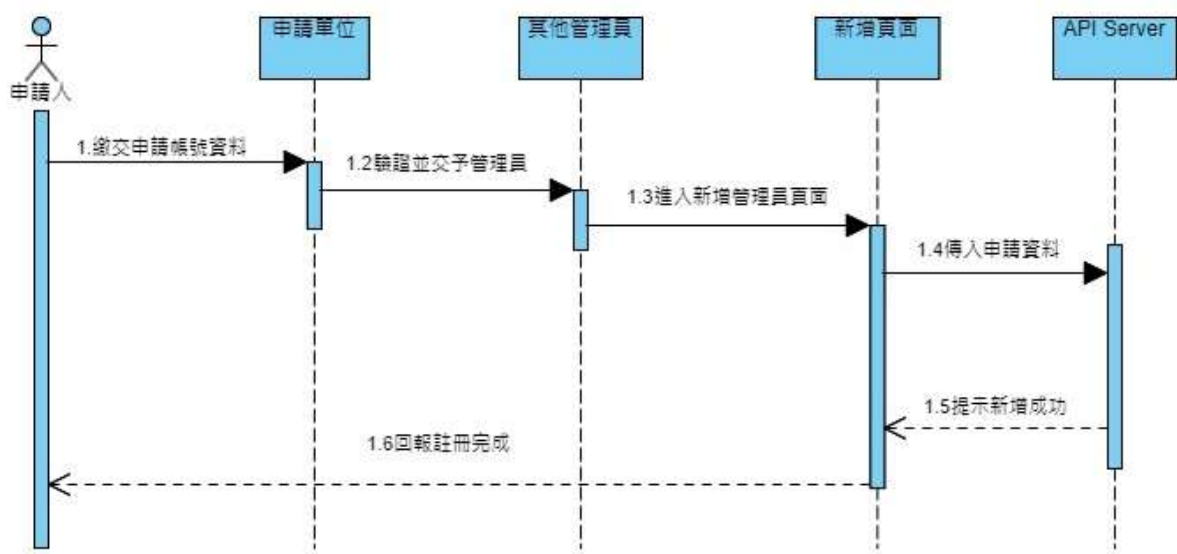 申請單位
其他管理員
新增頁面
API Server
申請人
1.繳交申請帳號資料
1.2驗證並交予管理員
1.3進入新增管理員頁面
1.4傳入申請資料
1.5提示新增成功
1.6回報註冊完成